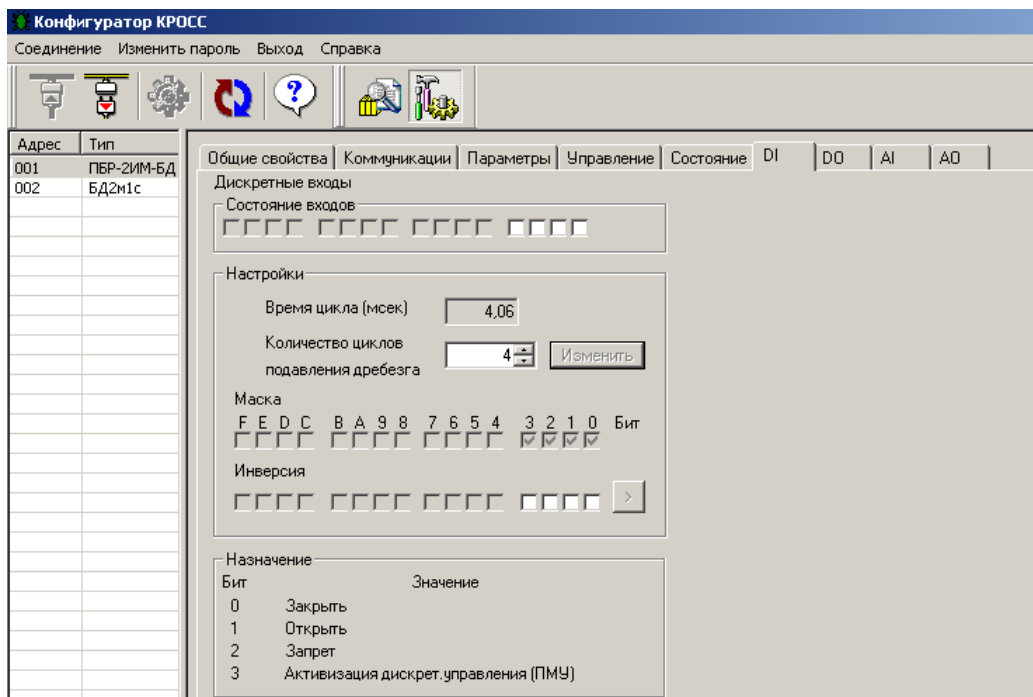 Конфигуратор КРОСС
Соединение Изменить пароль Выход Справка
Адрес Тип
001 ПБР-2ИМ-БД
002 БД2м1с
Общие свойства Коммуникации Параметры Управление Состояние DI DO AI AO
Дискретные входы
Состояние входов
Настройки
Время цикла (мсек) 4,06
Количество циклов
подавления дребезга
4 Изменить
Маска
F E D C B A 9 8 7 6 5 4 3 2 1 0 Бит
Инверсия
>
Назначение
Бит Значение
0 Закрыть
1 Открыть
2 Запрет
3 Активизация дискрет.управления (ПМУ)